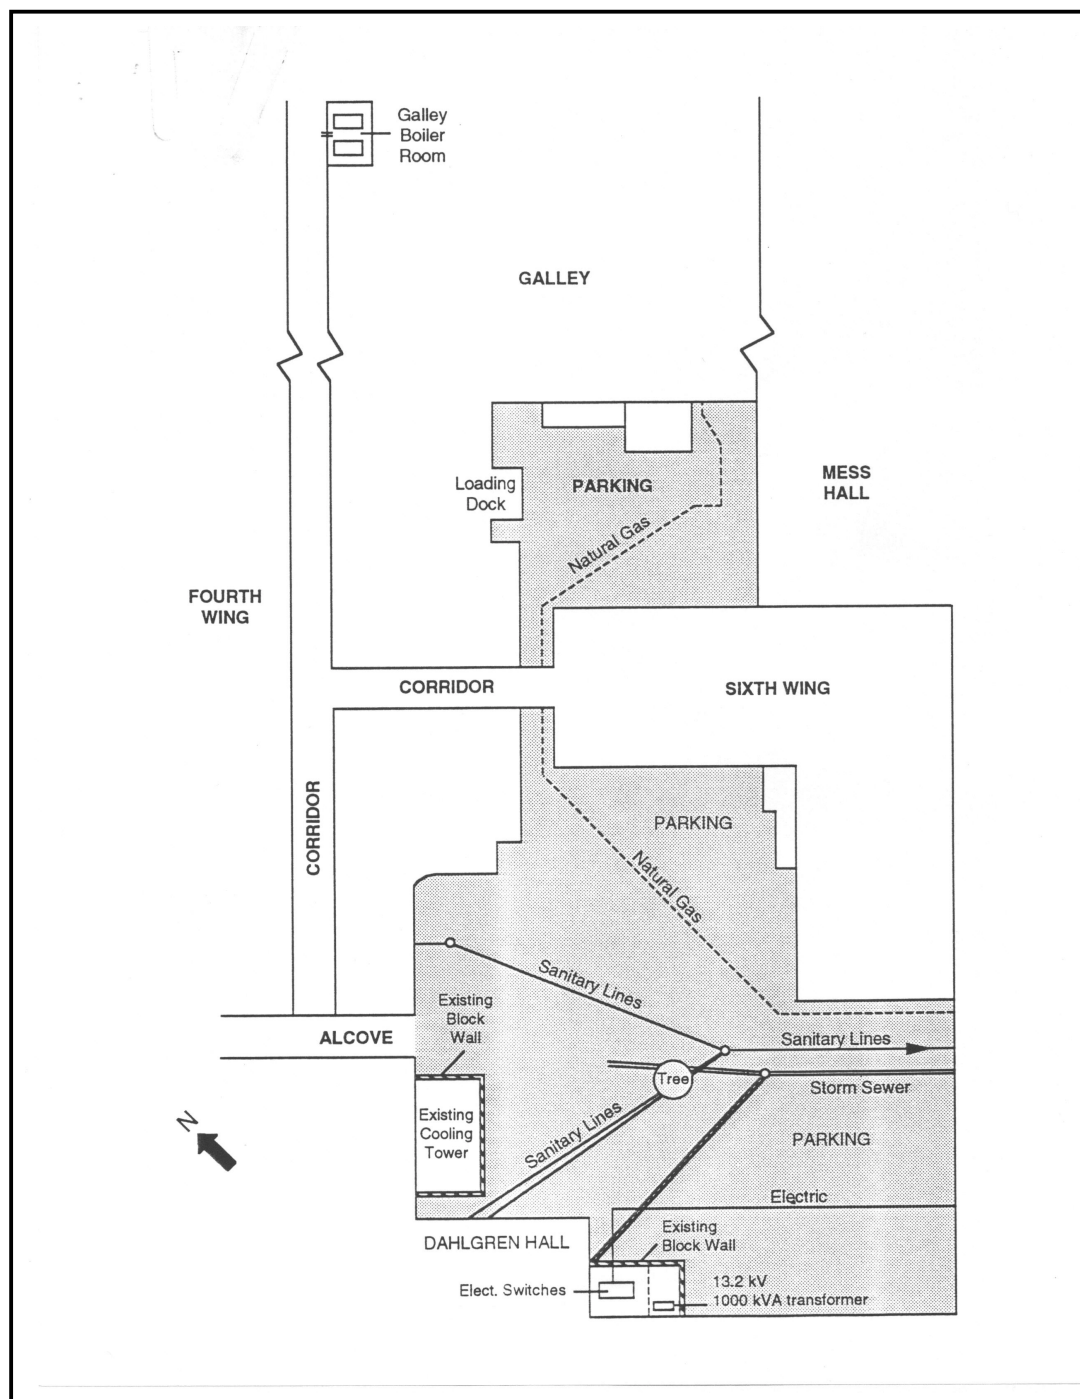 Galley
Boiler
Room
GALLEY
MESS
HALL
Loading
Dock
PARKING
Natural Gas
FOURTH
WING
CORRIDOR
SIXTH WING
CORRIDOR
PARKING
Natural Gas
Sanitary Lines
Existing
Block
Wall
ALCOVE
Sanitary Lines
Tree
Storm Sewer
N
Existing
Cooling
Tower
Sanitary Lines
PARKING
Electric
DAHLGREN HALL
Existing
Block Wall
Elect. Switches
13.2 kV
1000 kVA transformer